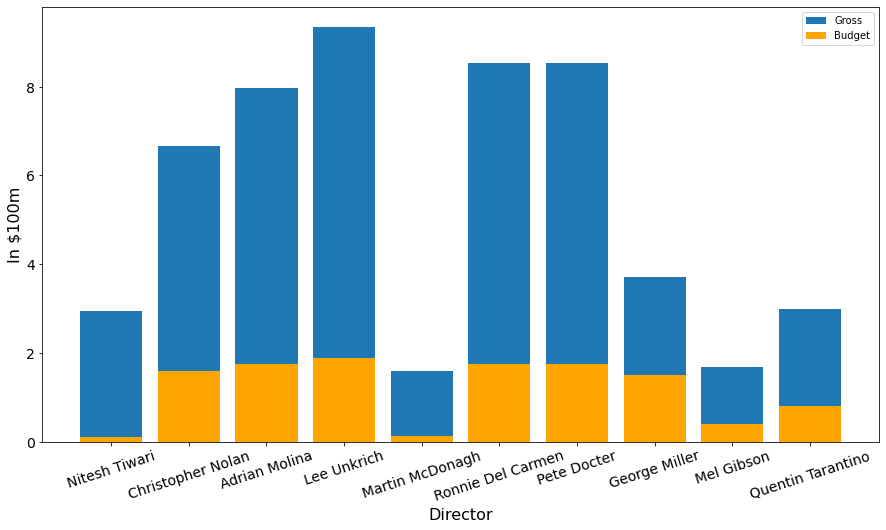 Gross
Budget
In $100m
8
6
4
2
0
Nitesh Tiwari
Christopher Nolan
Adrian Molina
Lee Unkrich
Martin McDonagh
Ronnie Del Carmen
Pete Docter
George Miller
Mel Gibson
Quentin Tarantino
Director